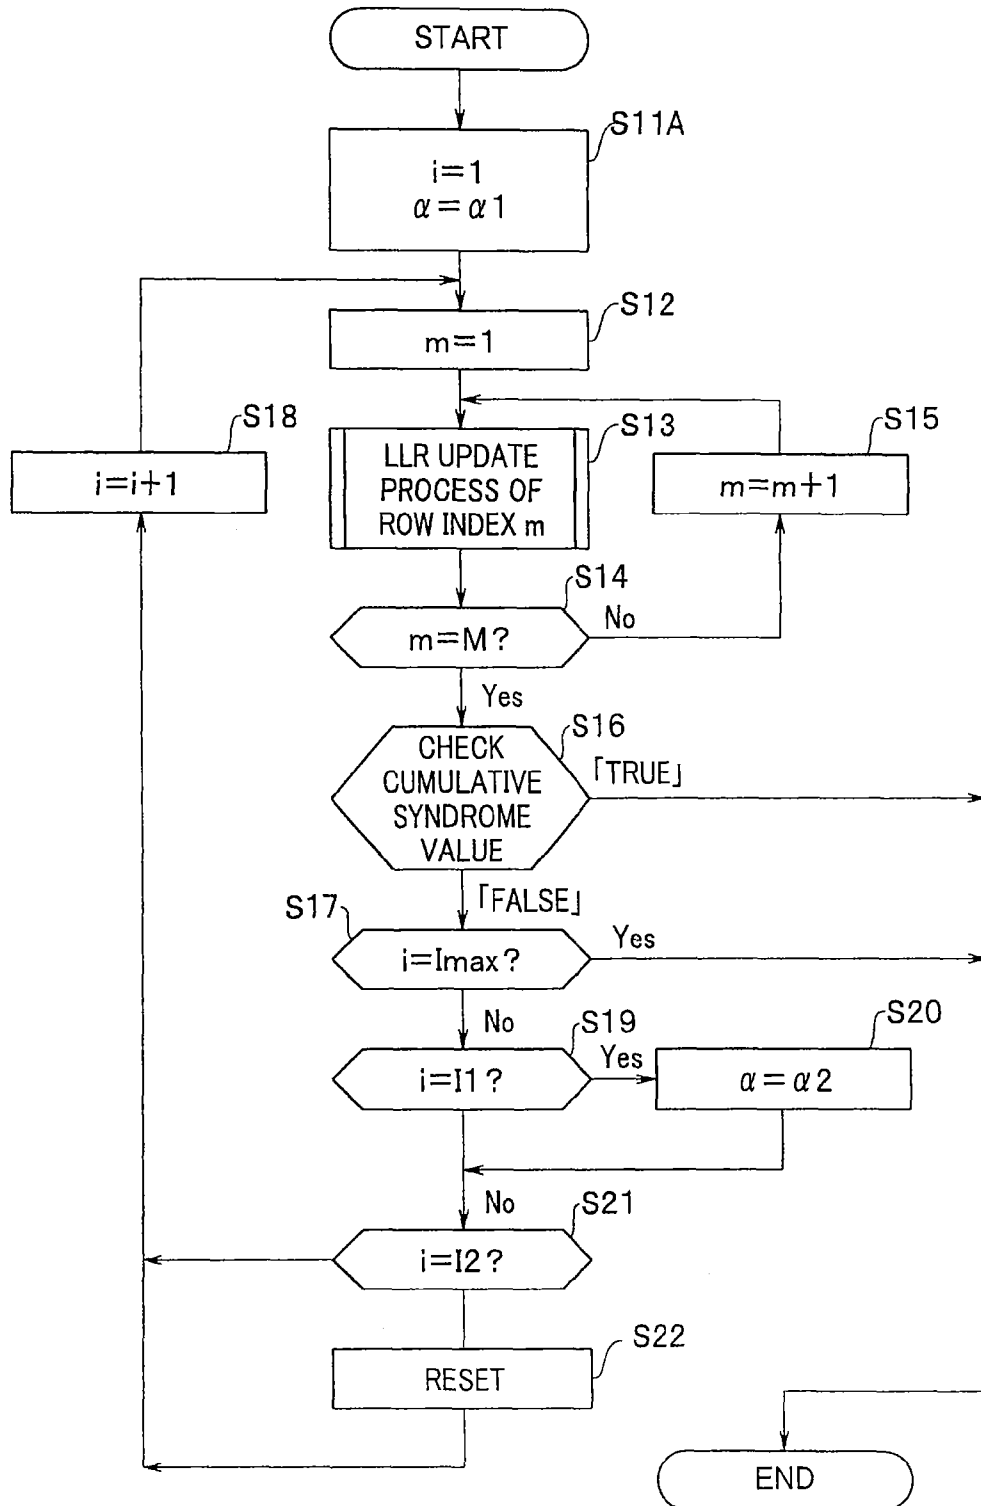 START
S11A
i=1
α=α1
S12
m=1
S18
i=i+1
S13
LLR UPDATE
PROCESS OF
ROW INDEX m
S15
m=m+1
S14
m=M?
No
Yes
S16
CHECK
CUMULATIVE
SYNDROME
VALUE
「TRUE」
「FALSE」
S17
i=Imax?
Yes
No
S19
i=I1?
Yes
S20
α=α2
No
S21
i=I2?
S22
RESET
END